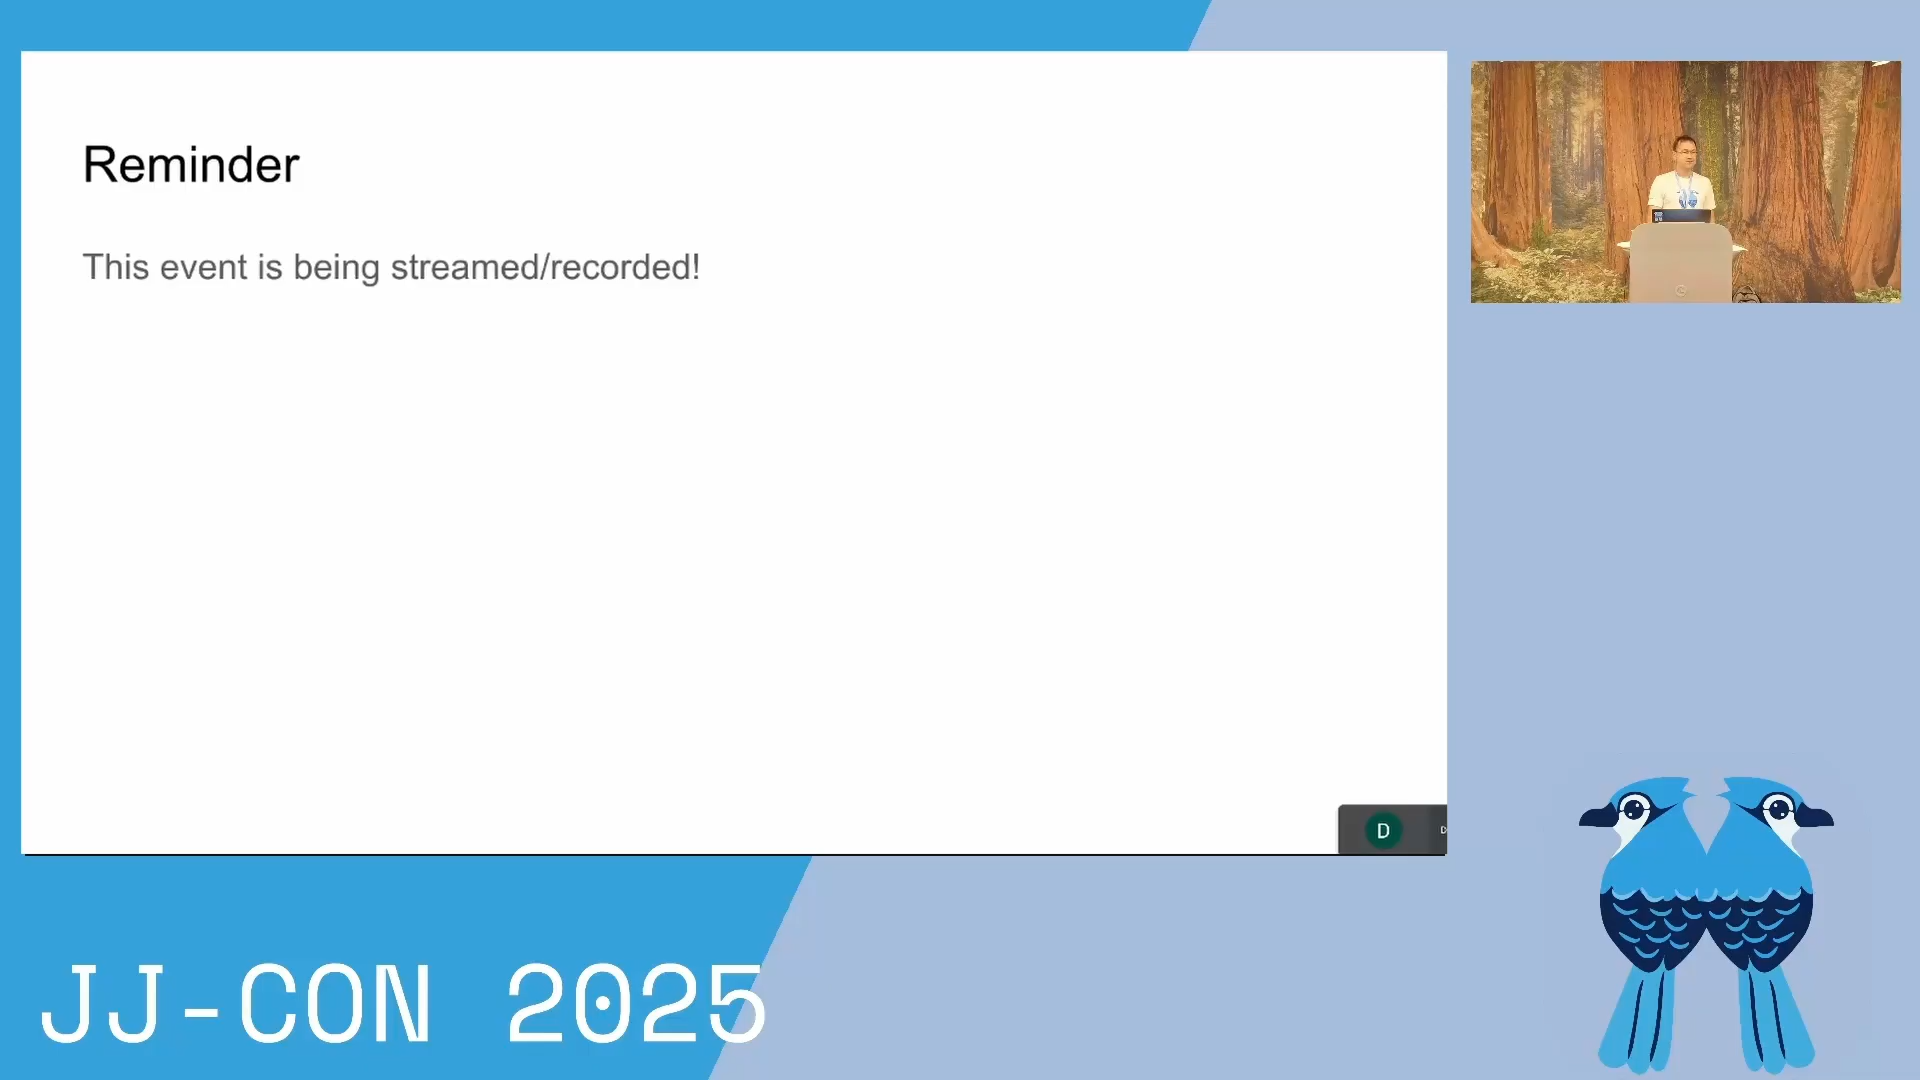 Reminder
This event is being streamed/recorded!
D
D
JJ-CON 2025